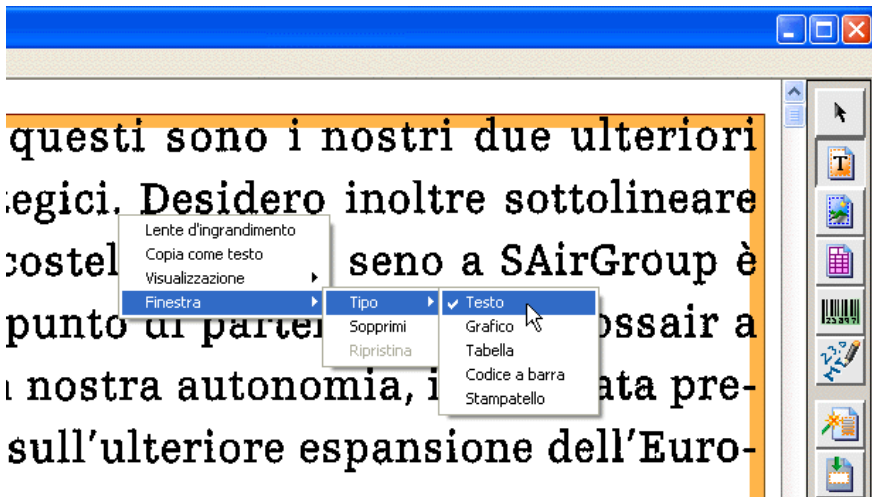 questi sono i nostri due ulteriori
egici. Desidero inoltre sottolineare
costel seno a SAirGroup è
punto di parte ossair a
nostra autonomia, i ata pre-
sull'ulteriore espansione dell'Euro-
Lente d'ingrandimento
Copia come testo
Visualizzazione
Finestra
Tipo
Sopprimi
Ripristina
Testo
Grafico
Tabella
Codice a barra
Stampatello
T